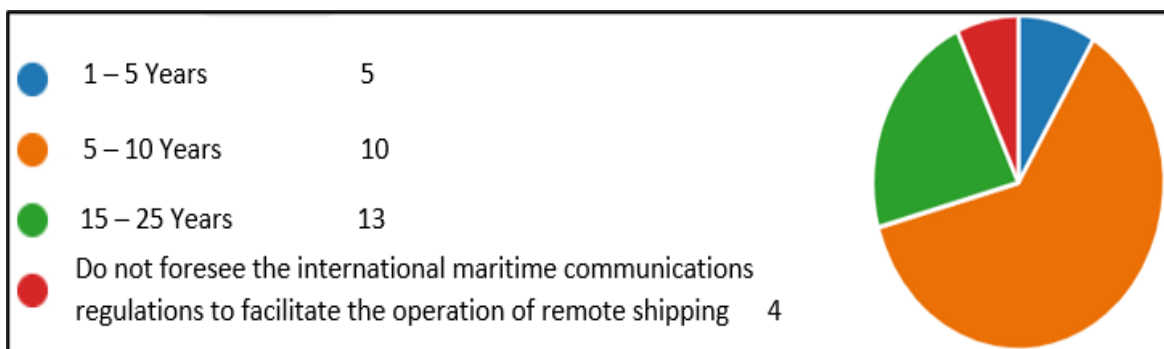 1 – 5 Years 5
5 – 10 Years 10
15 – 25 Years 13
Do not foresee the international maritime communications
regulations to facilitate the operation of remote shipping 4